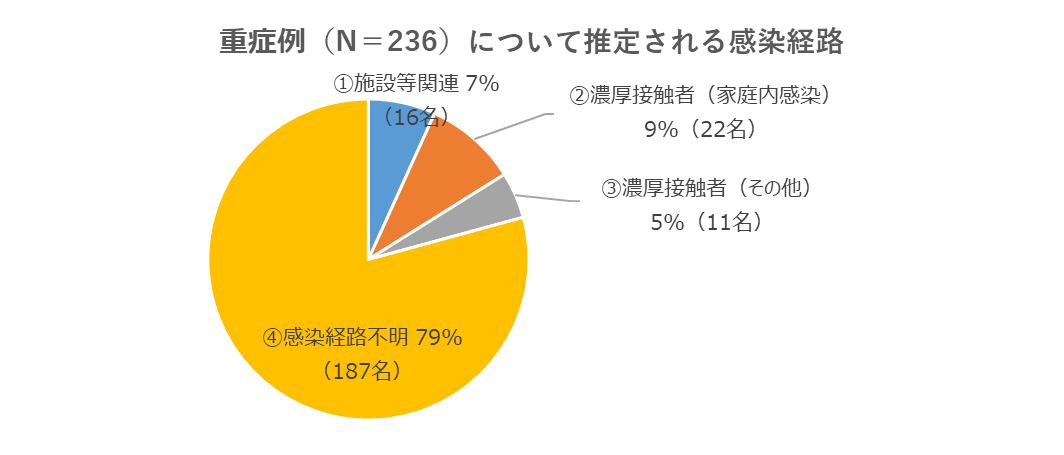 重症例（N＝236）について推定される感染経路
①施設等関連 7%
（16名）
②濃厚接触者（家庭内感染）
9%（22名）
③濃厚接触者（その他）
5%（11名）
④感染経路不明 79%
（187名）